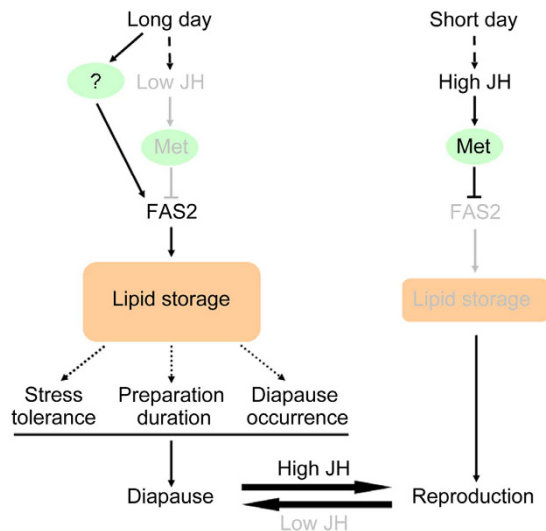 Long day
Short day
?
Low JH
High JH
Met
Met
FAS2
FAS2
Lipid storage
Lipid storage
Stress
tolerance
Preparation
duration
Diapause
occurrence
Diapause
High JH
Low JH
Reproduction